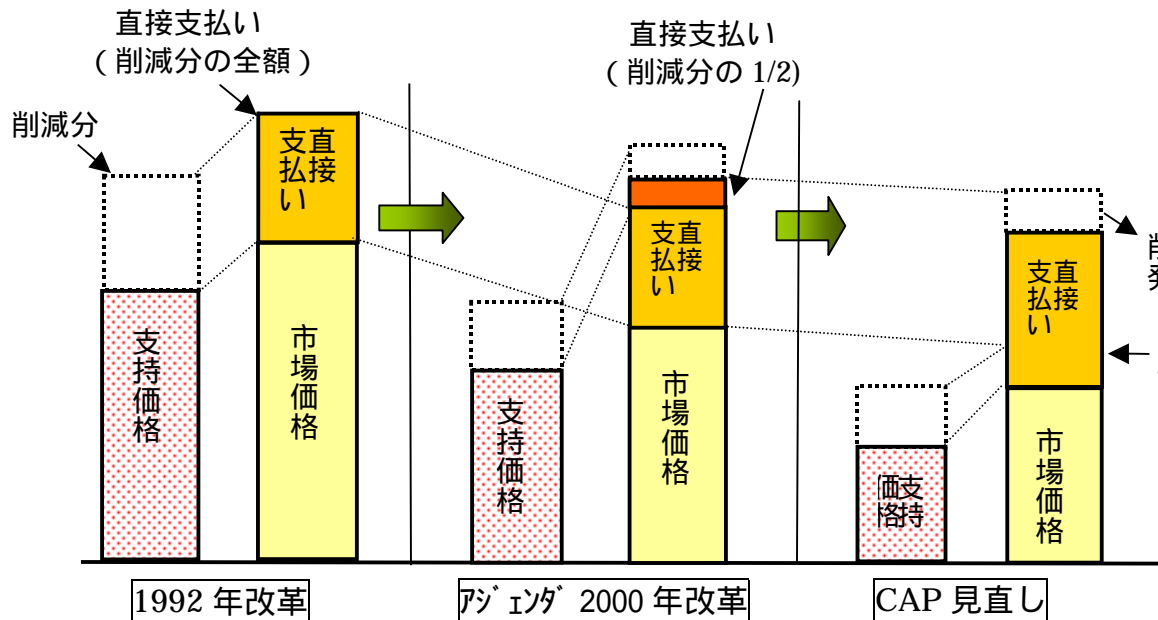 直接支払い
（削減分の全額）
削減分
直接支払い
支持価格
市場価格
1992 年改革
直接支払い
（削減分の 1/2)
直接支払い
支持価格
市場価格
ｱｼﾞｪﾝﾀﾞ 2000 年改革
直接支払い
支持価格
市場価格
CAP 見直し